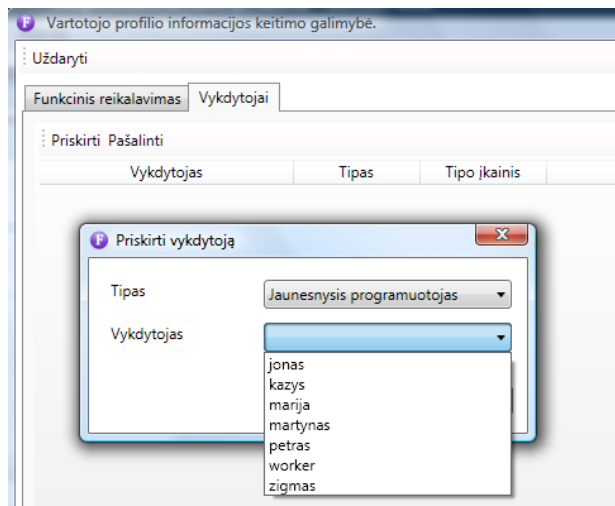 Vartotojo profilio informacijos keitimo galimybė.
Uždaryti
Funkcinis reikalavimas Vykdytojai
Priskirti Pašalinti
Vykdytojas Tipas Tipo įkainis
Priskirti vykdytoją
Tipas Jaunesnysis programuotojas
Vykdytojas
jonas
kazys
marija
martynas
petras
worker
zigmas